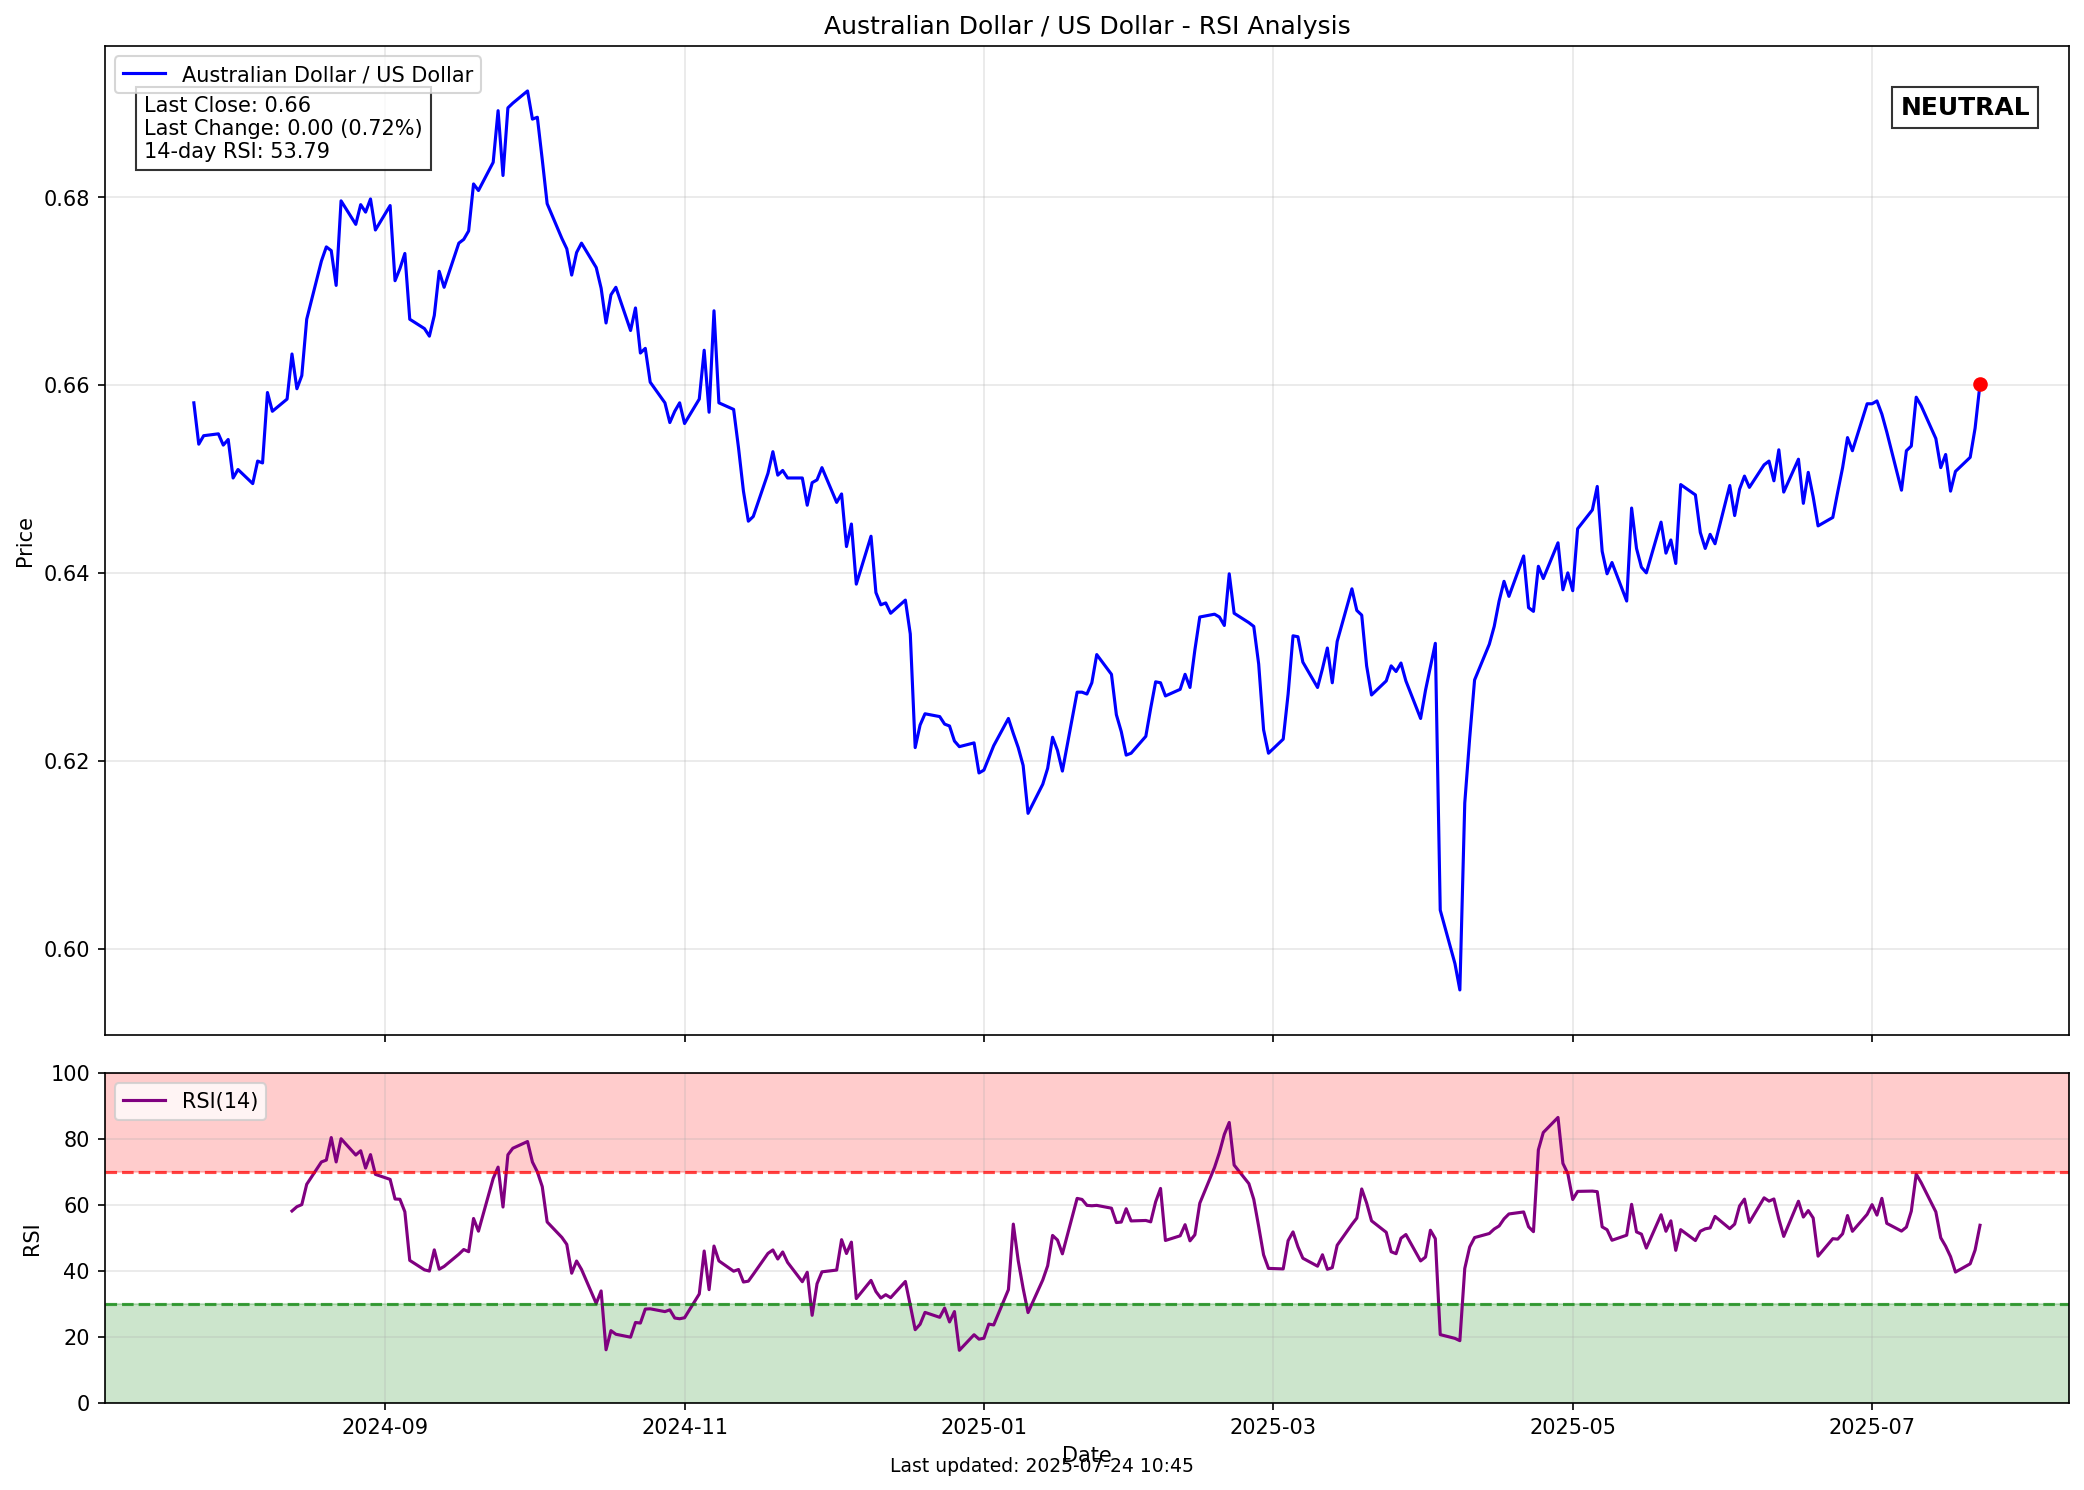 Australian Dollar / US Dollar - RSI Analysis
Australian Dollar / US Dollar
Last Close: 0.66
Last Change: 0.00 (0.72%)
14-day RSI: 53.79
NEUTRAL
0.68
0.66
0.64
0.62
0.60
Price
100
80
60
40
20
0
RSI
RSI(14)
2024-09
2024-11
2025-01
2025-03
2025-05
2025-07
Date
Last updated: 2025-07-24 10:45